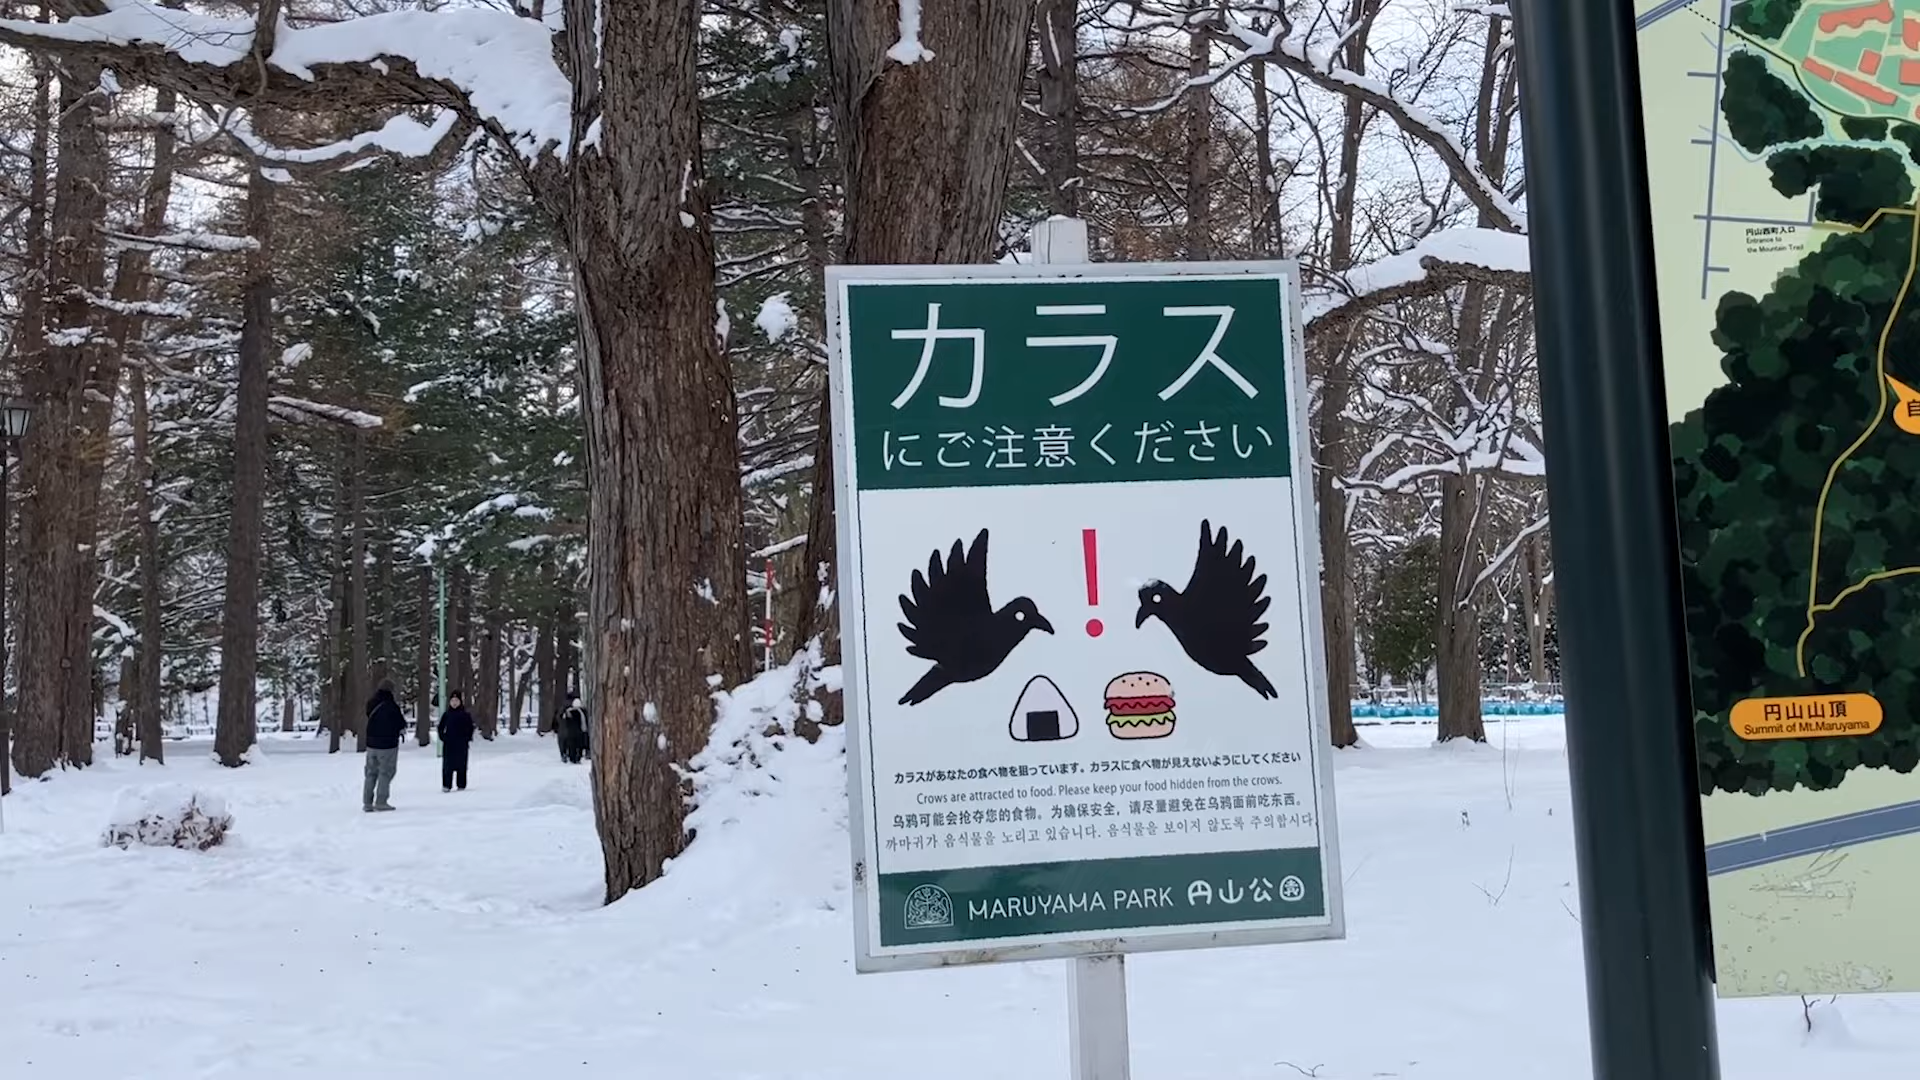 カラス
にご注意ください
カラスがあなたの食べ物を狙っています。カラスに食べ物が見えないようにしてください
Crows are attracted to food. Please keep your food hidden from the crows.
乌鸦可能会抢夺您的食物。为确保安全，请尽量避免在乌鸦面前吃东西。
까마귀가 음식물을 노리고 있습니다. 음식물을 보이지 않도록 주의합시다
MARUYAMA PARK 円山公園
円山西町入口
Entrance to
the Mountain Trail
自
円山山頂
Summit of Mt.Maruyama